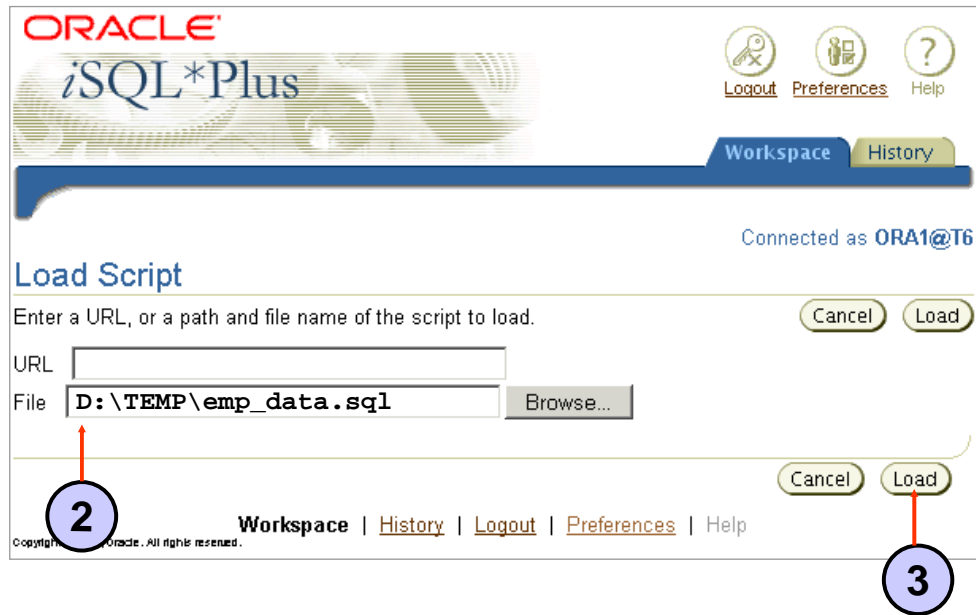 ORACLE
iSQL*Plus
Logout Preferences Help
Workspace History
Connected as ORA1@T6
Load Script
Enter a URL, or a path and file name of the script to load.
Cancel Load
URL
File D:\TEMP\emp_data.sql Browse...
Cancel Load
2
Workspace | History | Logout | Preferences | Help
Oracle. All rights reserved.
3